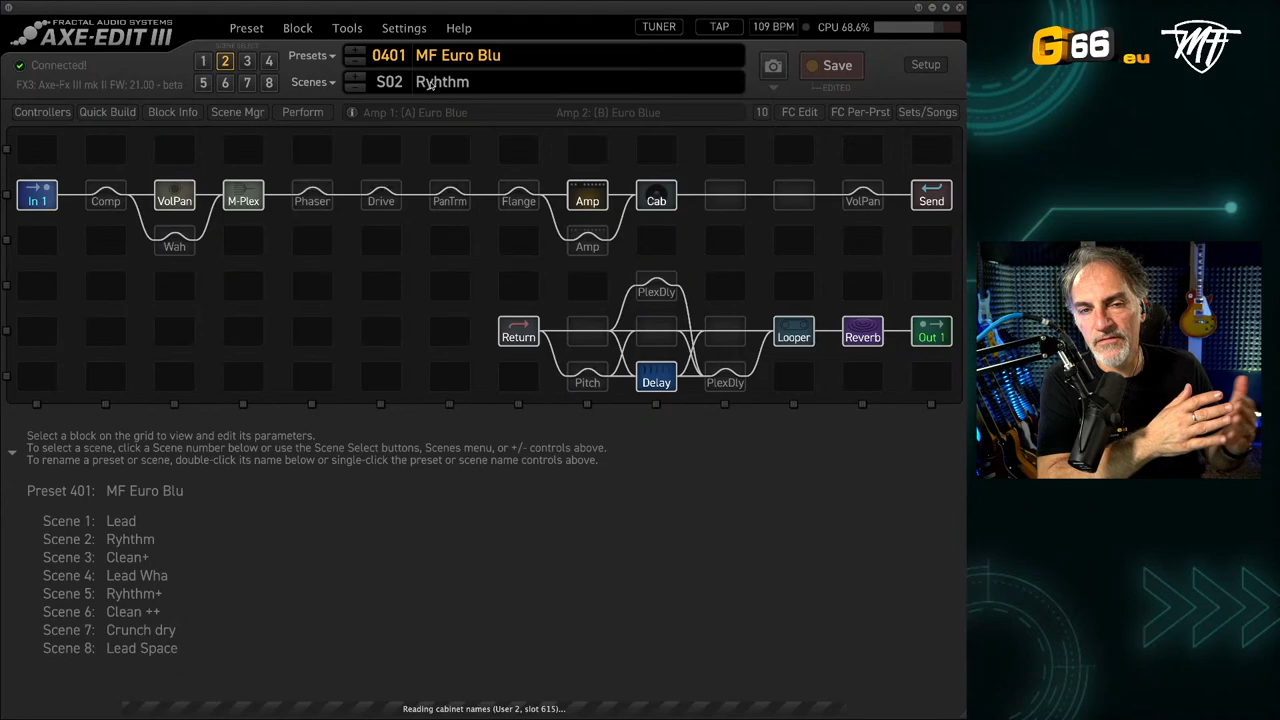 FRACTAL AUDIO SYSTEMS
AXE-EDIT III
Preset
Block
Tools
Settings
Help
TUNER
TAP
109 BPM
CPU 68.6%
Connected!
FX3: Axe-Fx III mk II FW: 21.00 - beta
SCENE SELECT
1 2 3 4
5 6 7 8
Presets
0401 MF Euro Blu
Scenes
S02 Ryhthm
Save
EDITED
Setup
Controllers
Quick Build
Block Info
Scene Mgr
Perform
Amp 1: (A) Euro Blue
Amp 2: (B) Euro Blue
10
FC Edit
FC Per-Prst
Sets/Songs
In 1
Comp
VolPan
M-Plex
Phaser
Drive
PanTrm
Flange
Amp
Cab
VolPan
Send
Wah
Amp
PlexDly
Return
Looper
Reverb
Out 1
Pitch
Delay
PlexDly
Select a block on the grid to view and edit its parameters.
To select a scene, click a Scene number below or use the Scene Select buttons, Scenes menu, or +/- controls above.
To rename a preset or scene, double-click its name below or single-click the preset or scene name controls above.
Preset 401: MF Euro Blu
Scene 1: Lead
Scene 2: Ryhthm
Scene 3: Clean+
Scene 4: Lead Wha
Scene 5: Ryhthm+
Scene 6: Clean ++
Scene 7: Crunch dry
Scene 8: Lead Space
Reading cabinet names (User 2, slot 615)...
G66
eu
MF